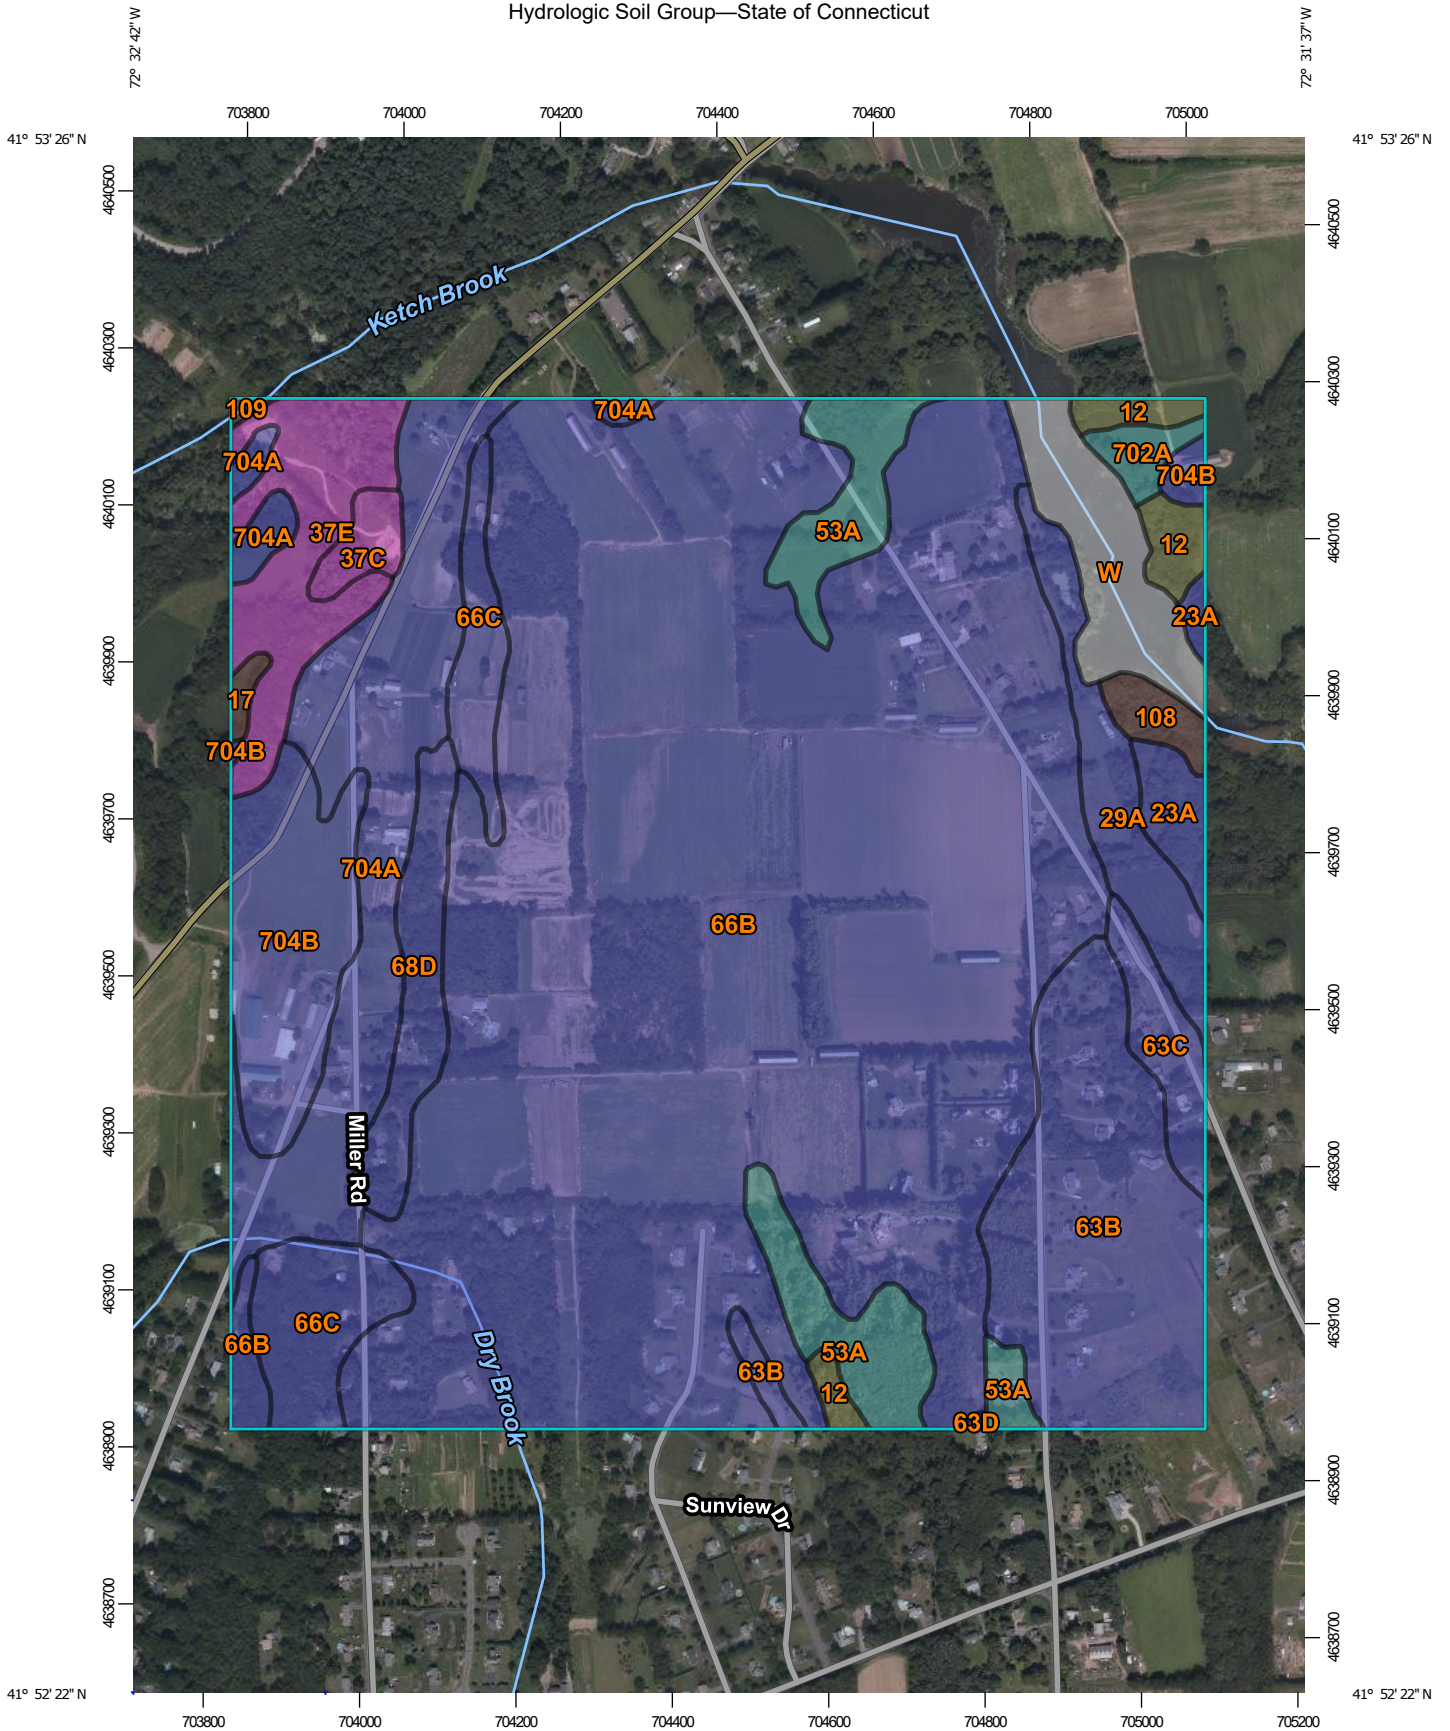 Hydrologic Soil Group—State of Connecticut
72° 32' 42'' W
72° 31' 37'' W
703800 704000 704200 704400 704600 704800 705000
41° 53' 26'' N
41° 53' 26'' N
4640500
4640500
Ketch Brook
4640300
4640300
109
704A
12
704A
702A
704B
4640100
4640100
704A
37E
37C
53A
12
W
66C
23A
4639900
4639900
17
108
704B
4639700
4639700
29A
23A
704A
66B
704B
68D
4639500
4639500
63C
4639300
4639300
Miller Rd
63B
4639100
4639100
66C
66B
Dry Brook
63B
53A
12
53A
63D
4638900
4638900
Sunview Dr
4638700
4638700
41° 52' 22'' N
41° 52' 22'' N
703800 704000 704200 704400 704600 704800 705000 705200